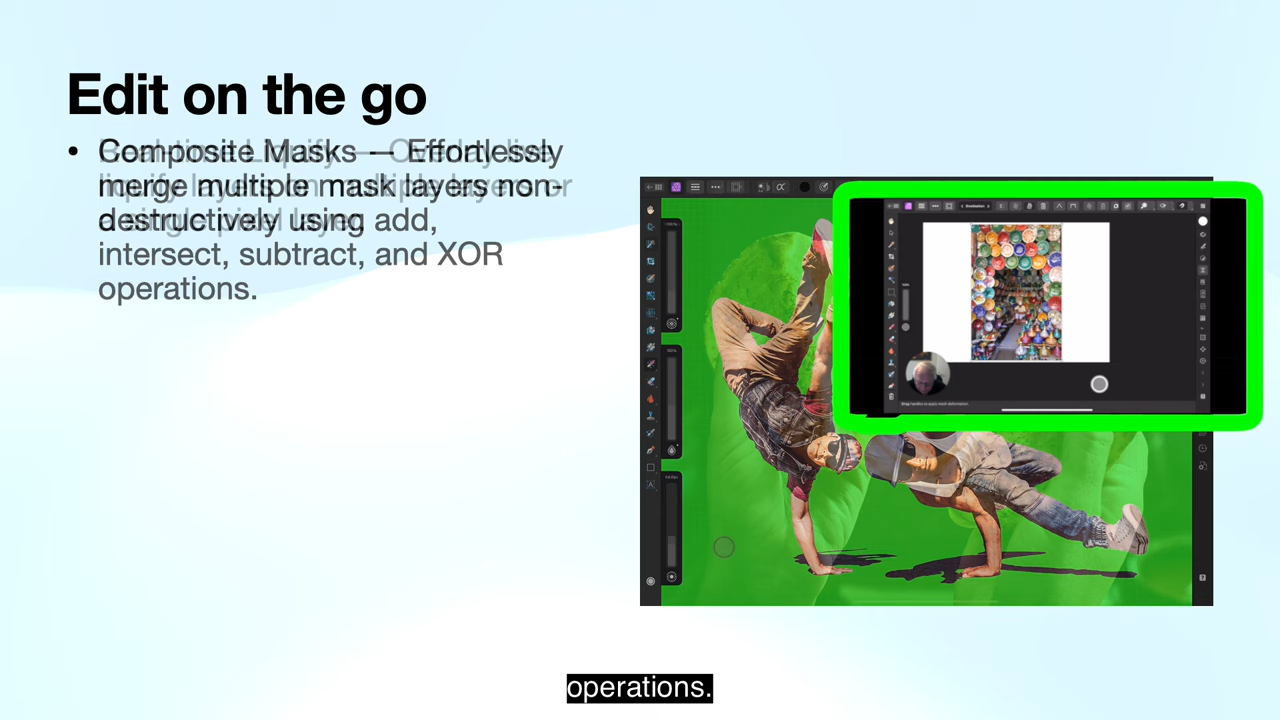 Edit on the go
• Composite Masks — Effortlessly
merge multiple mask layers non-
destructively using add,
intersect, subtract, and XOR
operations.
operations.